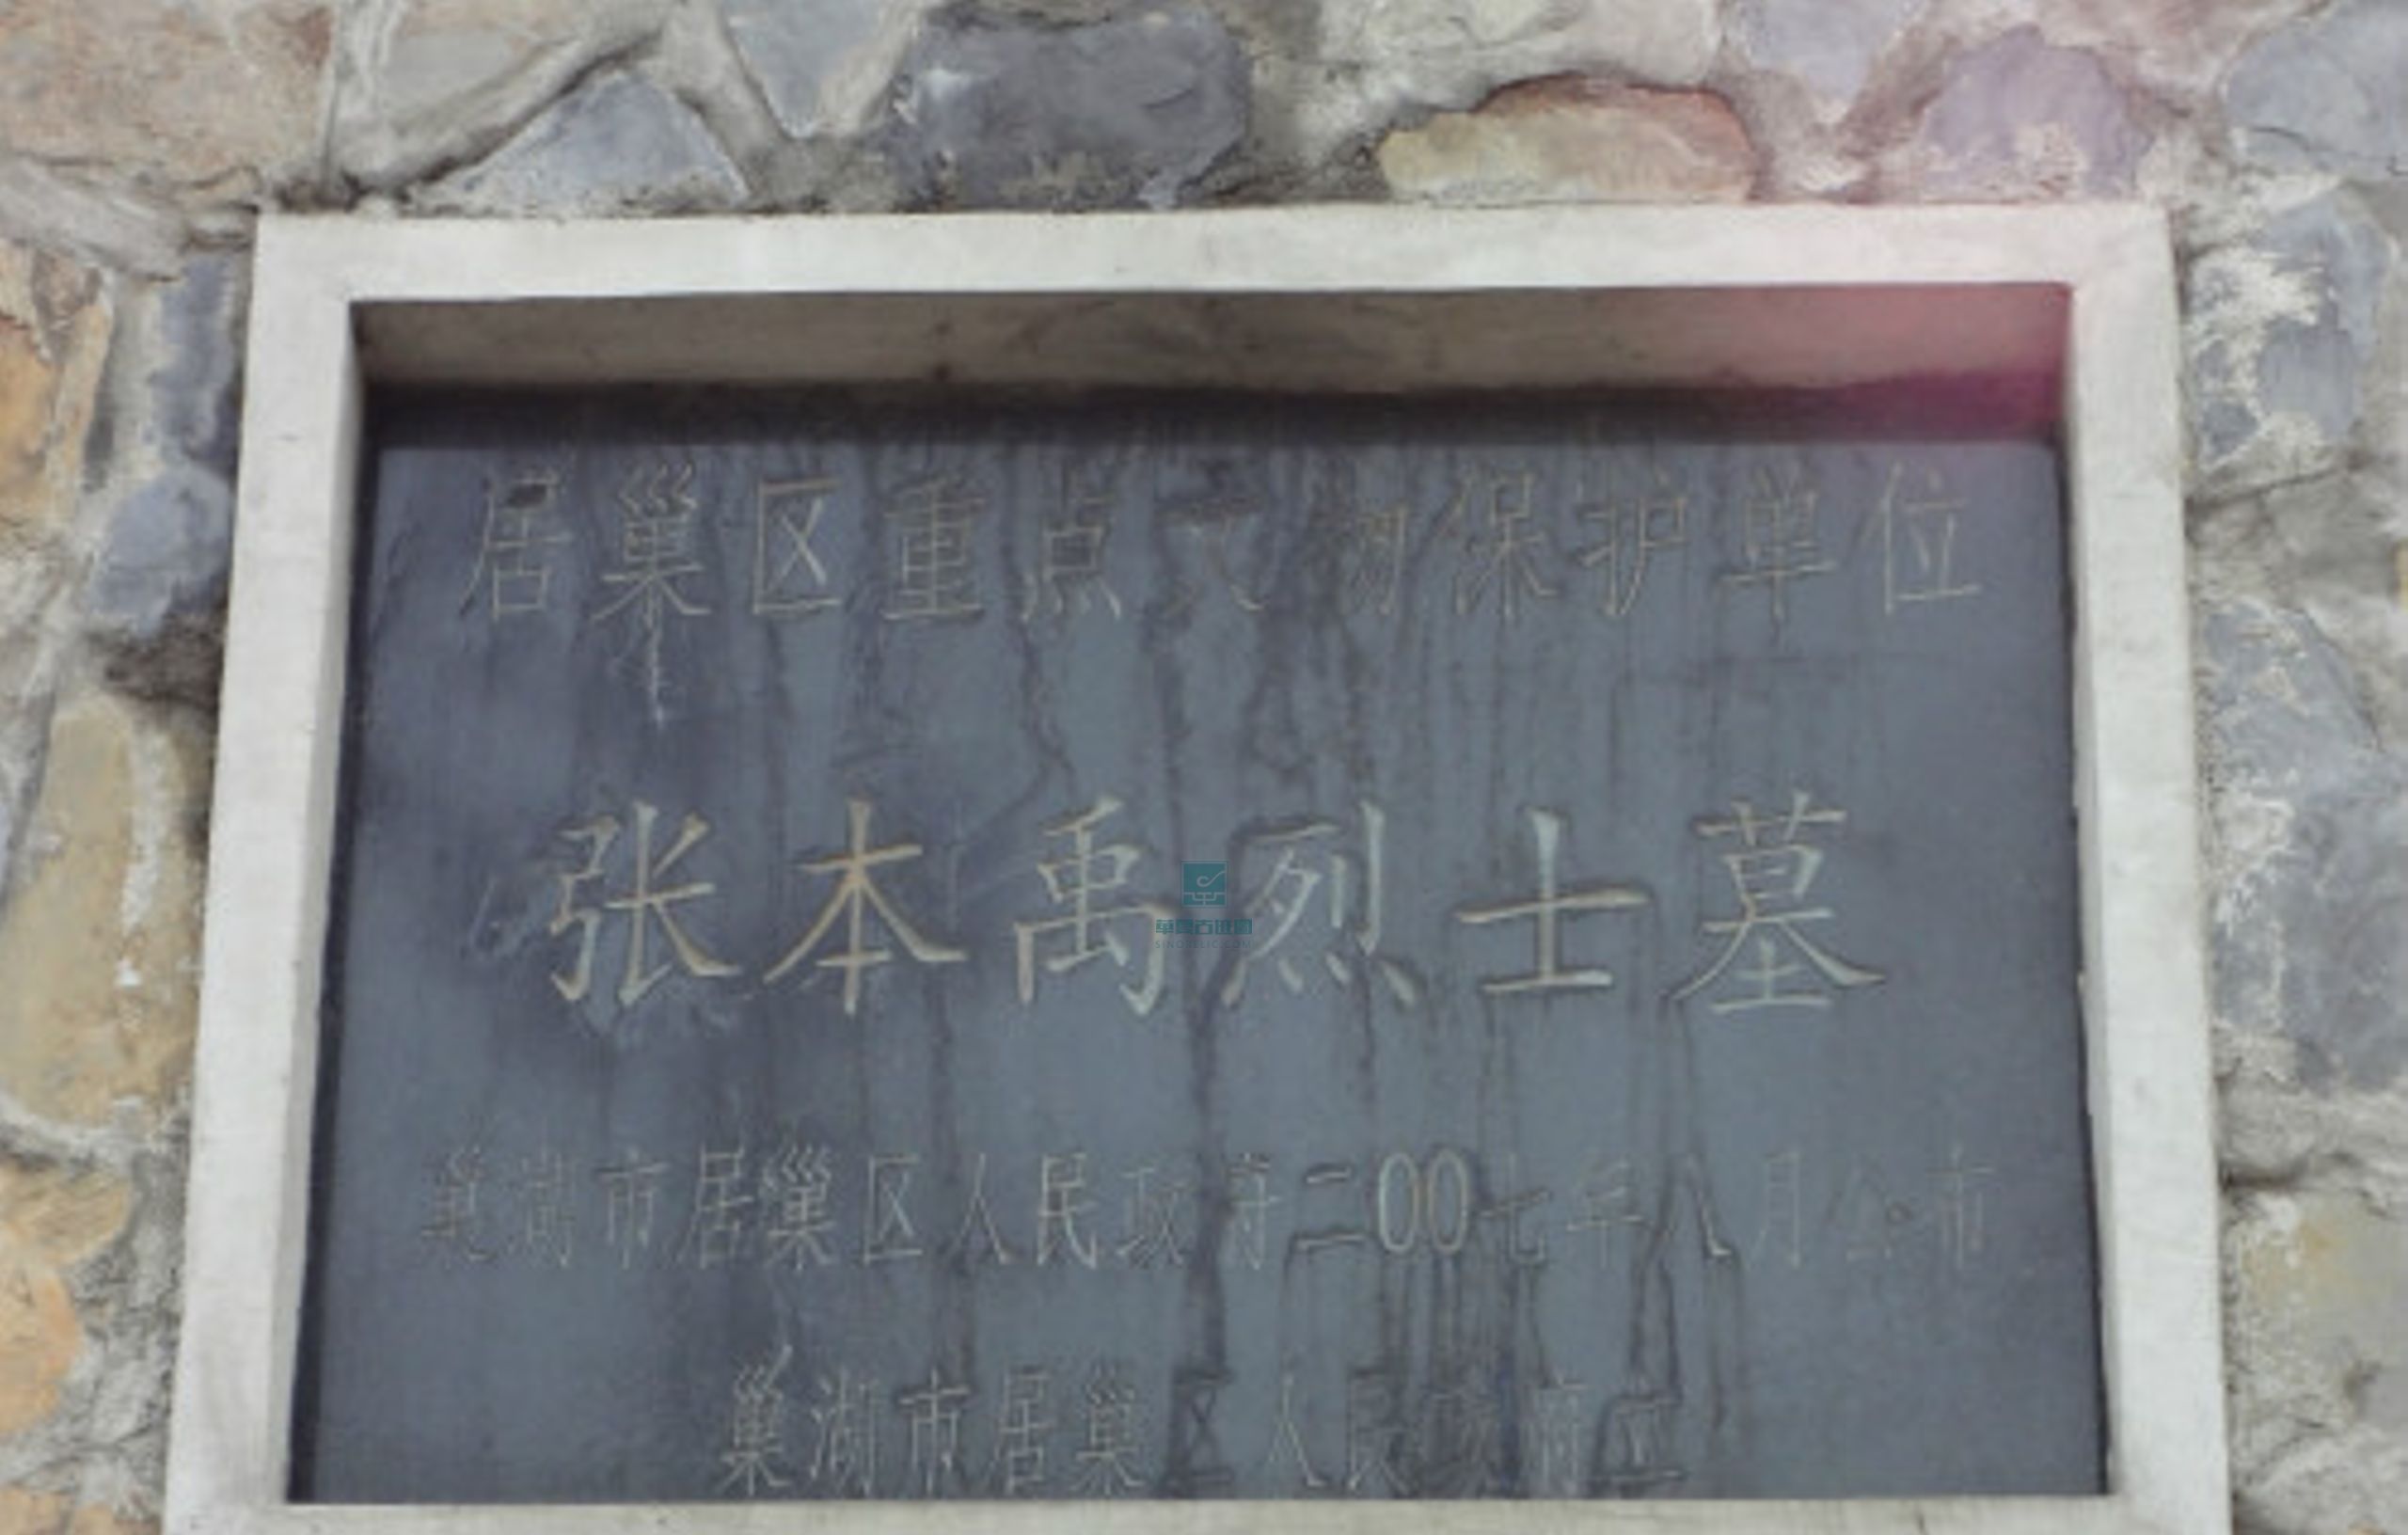 居巢区重点文物保护单位
张本禹烈士墓
巢湖市居巢区人民政府二00七年八月公布
巢湖市居巢区人民政府立